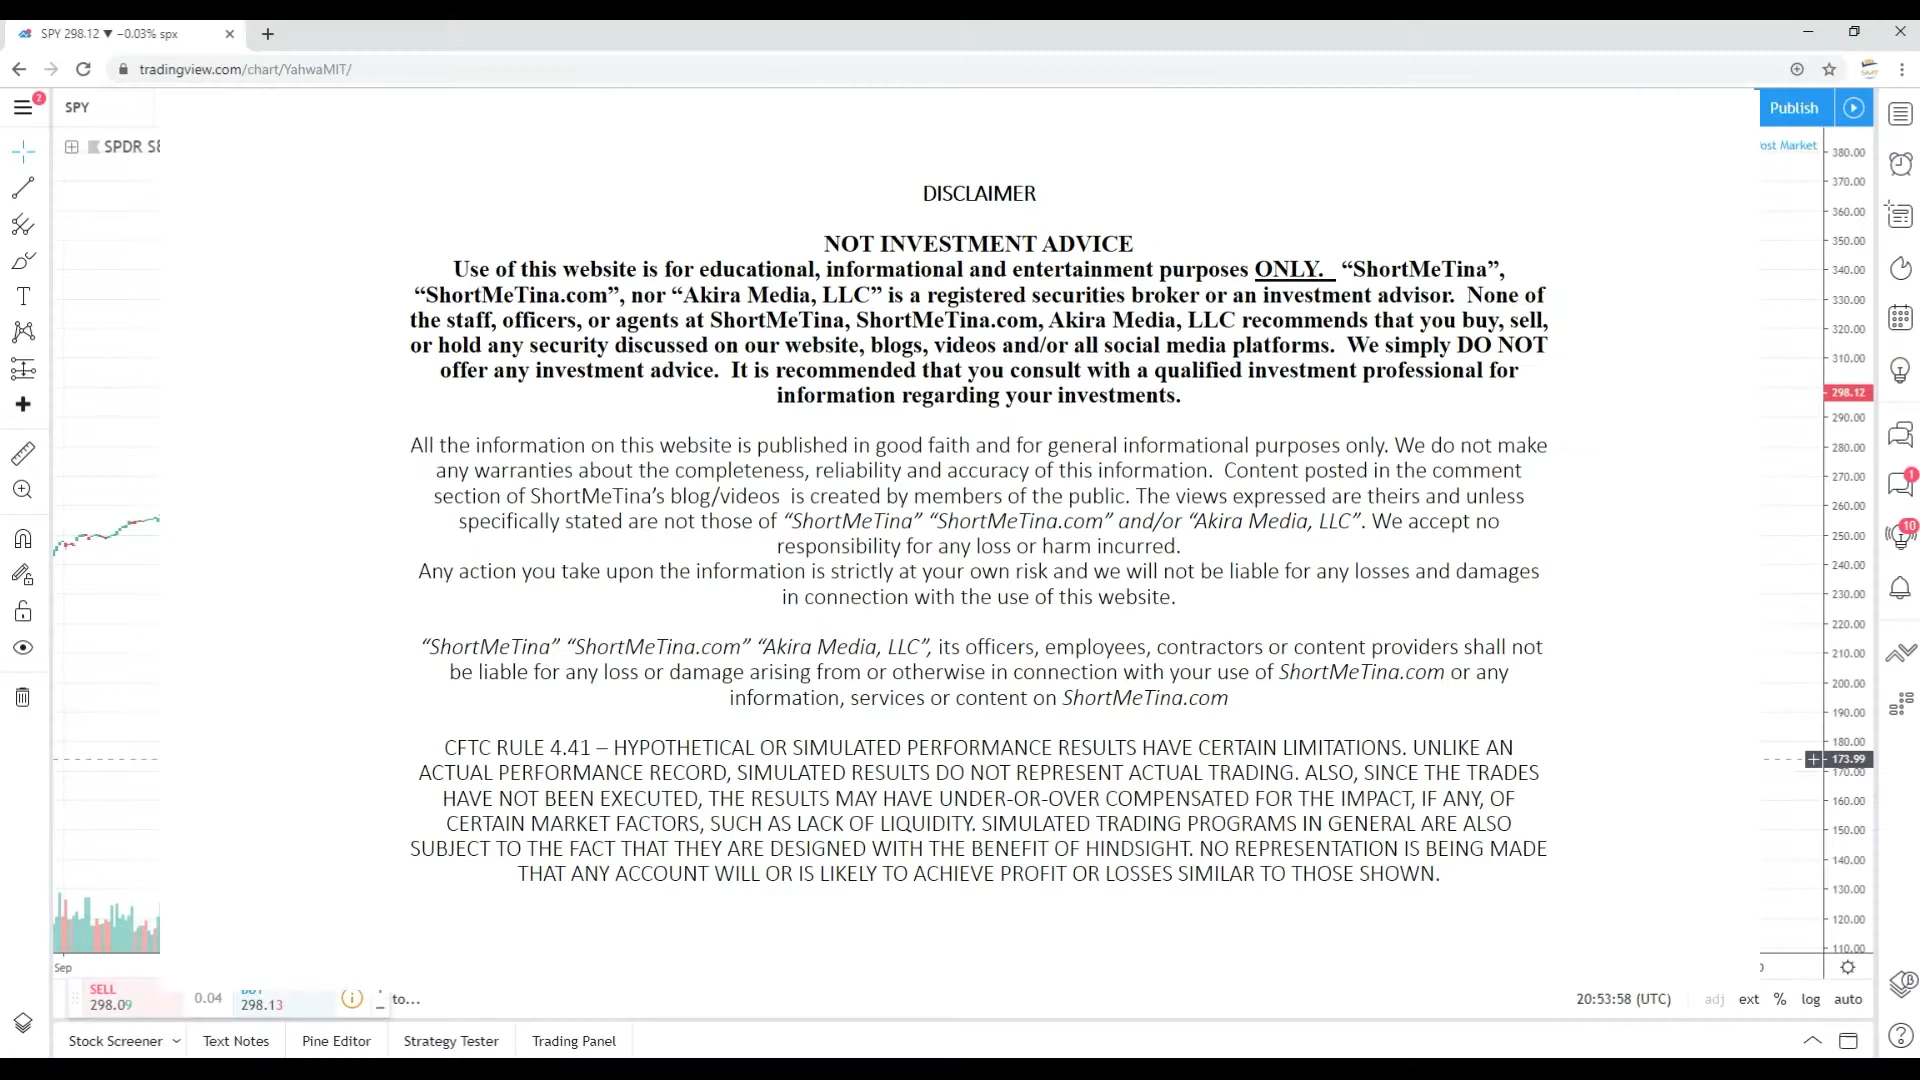 SPY 298.12 ▼ −0.03% spx
tradingview.com/chart/YahwaMIT/
2
SPY
Publish
SPDR S&
ost Market
DISCLAIMER
NOT INVESTMENT ADVICE
Use of this website is for educational, informational and entertainment purposes ONLY. “ShortMeTina”,
“ShortMeTina.com”, nor “Akira Media, LLC” is a registered securities broker or an investment advisor. None of
the staff, officers, or agents at ShortMeTina, ShortMeTina.com, Akira Media, LLC recommends that you buy, sell,
or hold any security discussed on our website, blogs, videos and/or all social media platforms. We simply DO NOT
offer any investment advice. It is recommended that you consult with a qualified investment professional for
information regarding your investments.
All the information on this website is published in good faith and for general informational purposes only. We do not make
any warranties about the completeness, reliability and accuracy of this information. Content posted in the comment
section of ShortMeTina’s blog/videos is created by members of the public. The views expressed are theirs and unless
specifically stated are not those of “ShortMeTina” “ShortMeTina.com” and/or “Akira Media, LLC”. We accept no
responsibility for any loss or harm incurred.
Any action you take upon the information is strictly at your own risk and we will not be liable for any losses and damages
in connection with the use of this website.
“ShortMeTina” “ShortMeTina.com” “Akira Media, LLC”, its officers, employees, contractors or content providers shall not
be liable for any loss or damage arising from or otherwise in connection with your use of ShortMeTina.com or any
information, services or content on ShortMeTina.com
CFTC RULE 4.41 – HYPOTHETICAL OR SIMULATED PERFORMANCE RESULTS HAVE CERTAIN LIMITATIONS. UNLIKE AN
ACTUAL PERFORMANCE RECORD, SIMULATED RESULTS DO NOT REPRESENT ACTUAL TRADING. ALSO, SINCE THE TRADES
HAVE NOT BEEN EXECUTED, THE RESULTS MAY HAVE UNDER-OR-OVER COMPENSATED FOR THE IMPACT, IF ANY, OF
CERTAIN MARKET FACTORS, SUCH AS LACK OF LIQUIDITY. SIMULATED TRADING PROGRAMS IN GENERAL ARE ALSO
SUBJECT TO THE FACT THAT THEY ARE DESIGNED WITH THE BENEFIT OF HINDSIGHT. NO REPRESENTATION IS BEING MADE
THAT ANY ACCOUNT WILL OR IS LIKELY TO ACHIEVE PROFIT OR LOSSES SIMILAR TO THOSE SHOWN.
380.00
370.00
360.00
350.00
340.00
330.00
320.00
310.00
298.12
290.00
280.00
270.00
260.00
250.00
240.00
230.00
220.00
210.00
200.00
190.00
180.00
173.99
170.00
160.00
150.00
140.00
130.00
120.00
110.00
1
10
Sep
SELL
298.09
0.04
298.13
to...
20:53:58 (UTC)
adj
ext
%
log
auto
Stock Screener
Text Notes
Pine Editor
Strategy Tester
Trading Panel